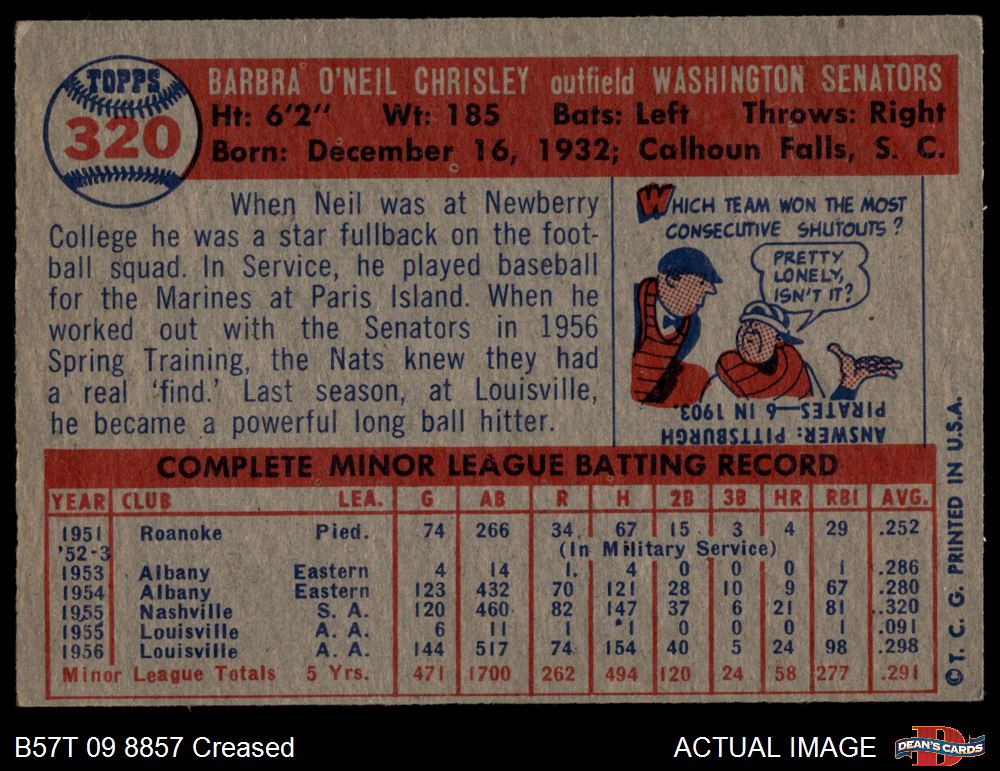 TOPPS
320
BARBRA O'NEIL CHRISLEY outfield WASHINGTON SENATORS
Ht: 6'2" Wt: 185 Bats: Left Throws: Right
Born: December 16, 1932; Calhoun Falls, S. C.
When Neil was at Newberry
College he was a star fullback on the foot-
ball squad. In Service, he played baseball
for the Marines at Paris Island. When he
worked out with the Senators in 1956
Spring Training, the Nats knew they had
a real 'find.' Last season, at Louisville,
he became a powerful long ball hitter.
WHICH TEAM WON THE MOST
CONSECUTIVE SHUTOUTS?
PRETTY
LONELY,
ISN'T IT?
ANSWER: PITTSBURGH
PIRATES—6 IN 1903.
COMPLETE MINOR LEAGUE BATTING RECORD
YEAR CLUB LEA. G AB R H 2B 3B HR RBI AVG.
1951 Roanoke Pied. 74 266 34 67 15 3 4 29 .252
'52-3 (In Military Service)
1953 Albany Eastern 4 14 1 4 0 0 0 1 .286
1954 Albany Eastern 123 432 70 121 28 10 9 67 .280
1955 Nashville S. A. 120 460 82 147 37 6 21 81 .320
1955 Louisville A. A. 6 11 1 1 0 0 0 1 .091
1956 Louisville A. A. 144 517 74 154 40 5 24 98 .298
Minor League Totals 5 Yrs. 471 1700 262 494 120 24 58 277 .291
© T. C. G. PRINTED IN U.S.A.
B57T 09 8857 Creased
ACTUAL IMAGE
DEAN'S CARDS